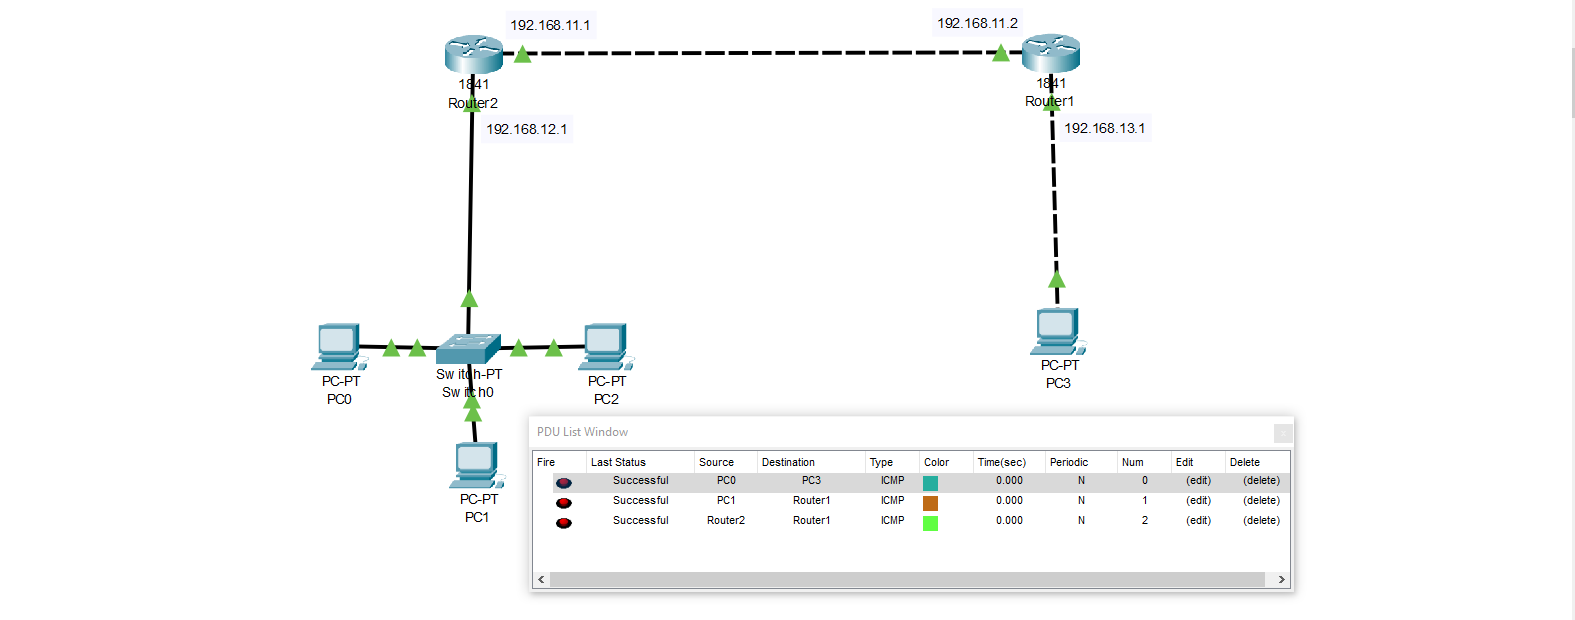 192.168.11.1
192.168.11.2
1841
Router2
1841
Router1
192.168.12.1
192.168.13.1
PC-PT
PC0
Switch-PT
Switch0
PC-PT
PC2
PC-PT
PC3
PC-PT
PC1
PDU List Window
Fire Last Status Source Destination Type Color Time(sec) Periodic Num Edit Delete
Successful PC0 PC3 ICMP 0.000 N 0 (edit) (delete)
Successful PC1 Router1 ICMP 0.000 N 1 (edit) (delete)
Successful Router2 Router1 ICMP 0.000 N 2 (edit) (delete)